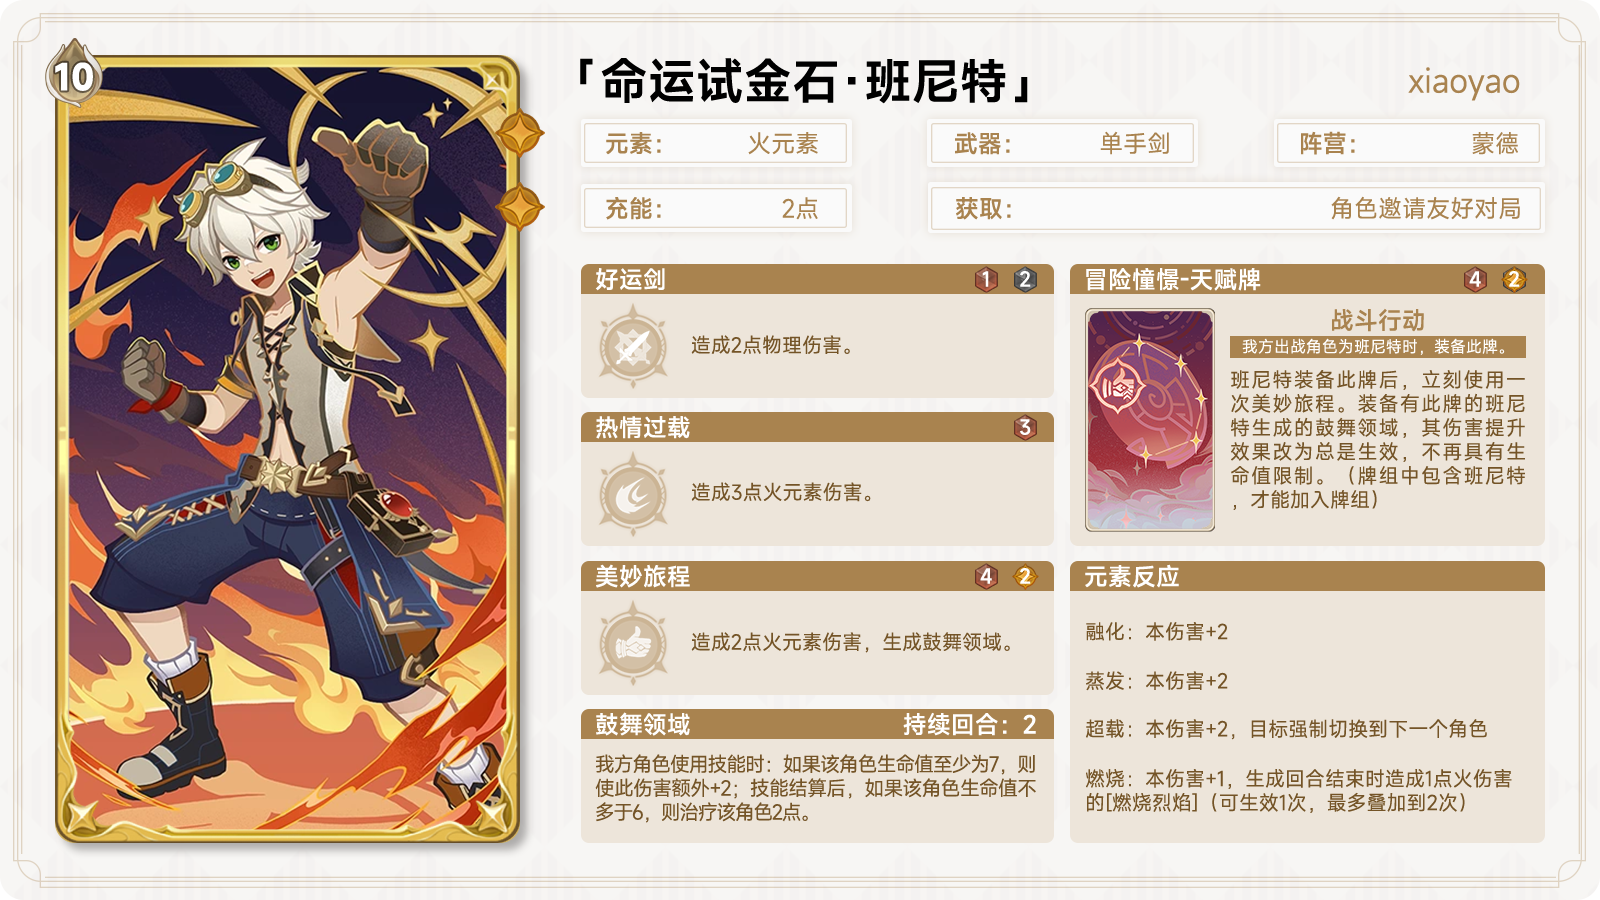 10
「命运试金石·班尼特」
xiaoyao
元素： 火元素
武器： 单手剑
阵营： 蒙德
充能： 2点
获取： 角色邀请友好对局
好运剑 1 2
造成2点物理伤害。
热情过载 3
造成3点火元素伤害。
美妙旅程 4 2
造成2点火元素伤害，生成鼓舞领域。
鼓舞领域 持续回合：2
我方角色使用技能时：如果该角色生命值至少为7，则
使此伤害额外+2；技能结算后，如果该角色生命值不
多于6，则治疗该角色2点。
冒险憧憬-天赋牌 4 2
战斗行动
我方出战角色为班尼特时，装备此牌。
班尼特装备此牌后，立刻使用一
次美妙旅程。装备有此牌的班尼
特生成的鼓舞领域，其伤害提升
效果改为总是生效，不再具有生
命值限制。（牌组中包含班尼特
，才能加入牌组）
元素反应
融化：本伤害+2
蒸发：本伤害+2
超载：本伤害+2，目标强制切换到下一个角色
燃烧：本伤害+1，生成回合结束时造成1点火伤害
的[燃烧烈焰]（可生效1次，最多叠加到2次）